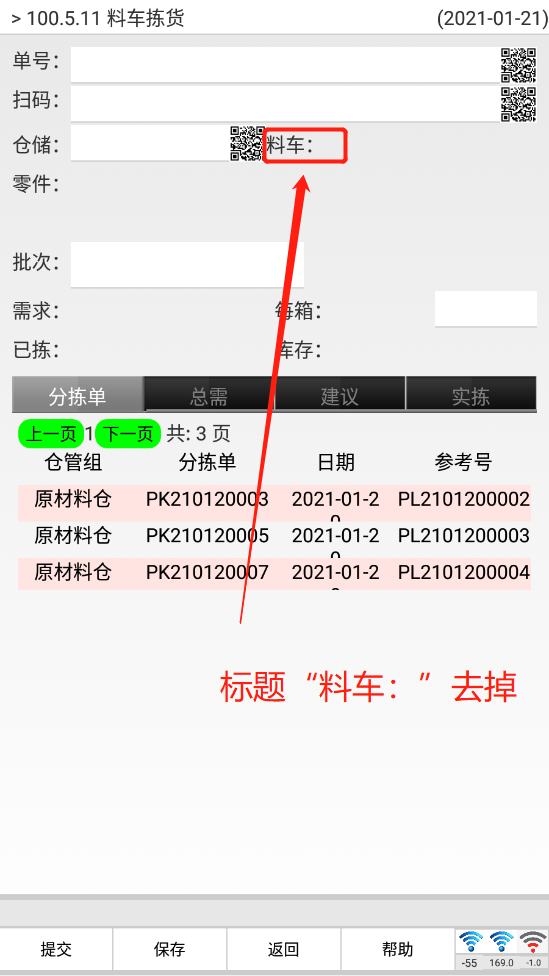 > 100.5.11 料车拣货 (2021-01-21)
单号：
扫码：
仓储： 料车：
零件：
批次：
需求： 每箱：
已拣： 库存：
分拣单 总需 建议 实拣
上一页 1 下一页 共: 3 页
仓管组 分拣单 日期 参考号
原材料仓 PK210120003 2021-01-2 PL2101200002
0
原材料仓 PK210120005 2021-01-2 PL2101200003
0
原材料仓 PK210120007 2021-01-2 PL2101200004
标题“料车：”去掉
提交 保存 返回 帮助
-55 169.0 -1.0